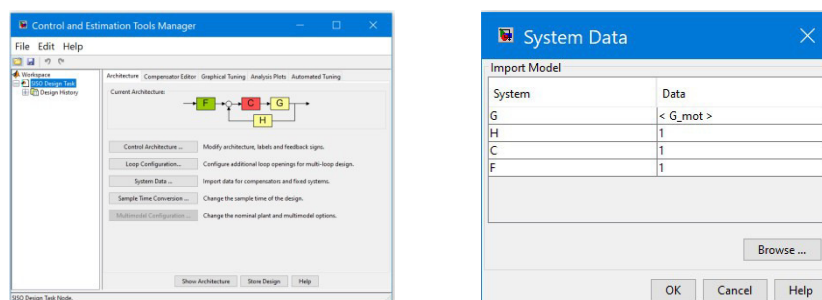 Control and Estimation Tools Manager
File Edit Help
Workspace
SISO Design Task
Design History
Architecture Compensator Editor Graphical Tuning Analysis Plots Automated Tuning
Current Architecture:
F C G
H
Control Architecture ... Modify architecture, labels and feedback signs.
Loop Configuration... Configure additional loop openings for multi-loop design.
System Data ... Import data for compensators and fixed systems.
Sample Time Conversion ... Change the sample time of the design.
Multimodel Configuration ... Change the nominal plant and multimodel options.
Show Architecture Store Design Help
SISO Design Task Node.
System Data
Import Model
System Data
G < G_mot >
H 1
C 1
F 1
Browse ...
OK Cancel Help